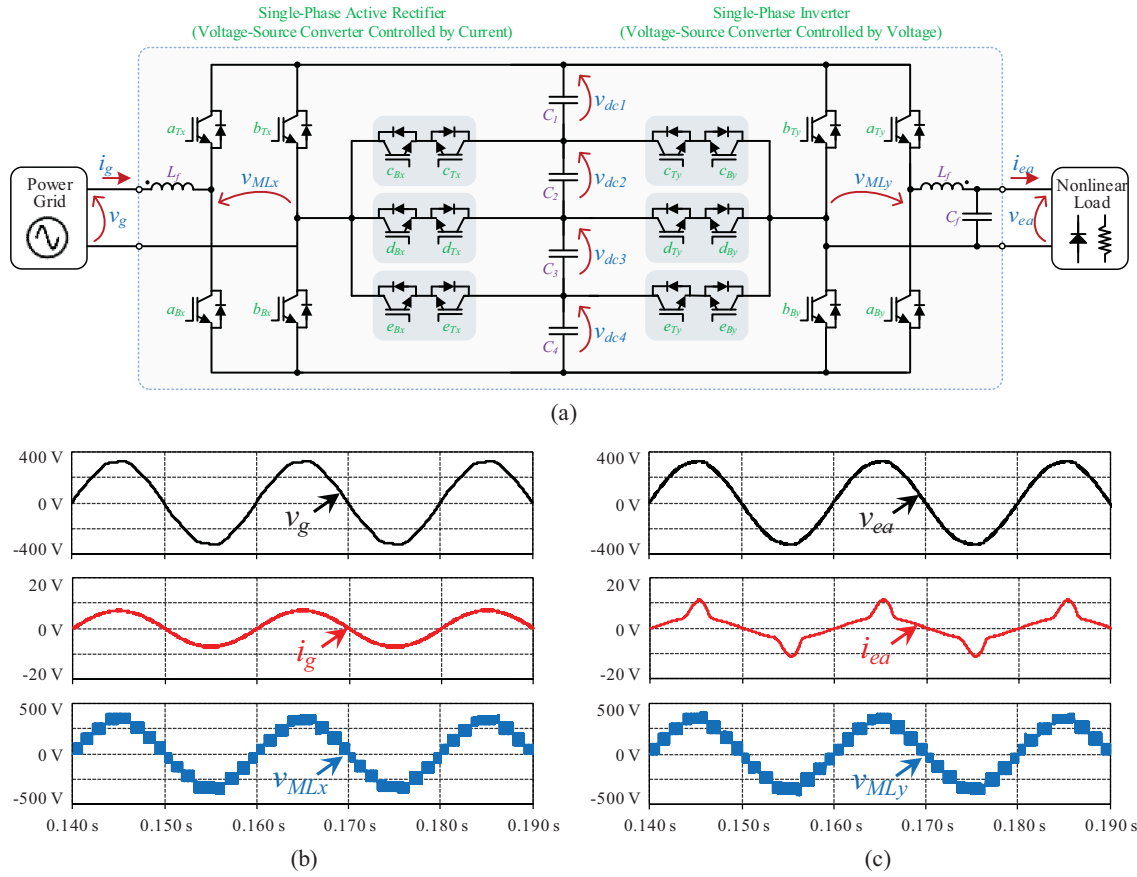 Single-Phase Active Rectifier
(Voltage-Source Converter Controlled by Current)
Single-Phase Inverter
(Voltage-Source Converter Controlled by Voltage)
C1
vdc1
aTx
bTx
bTy
aTy
cBx
cTx
cTy
cBy
ig
Lf
vMLx
C2
vdc2
vMLy
Lf
iea
Power
Grid
vg
Cf
vea
Nonlinear
Load
dBx
dTx
dTy
dBy
C3
vdc3
aBx
bBx
bBy
aBy
eBx
eTx
eTy
eBy
C4
vdc4
(a)
400 V
0 V
-400 V
vg
20 V
0 V
-20 V
ig
500 V
0 V
-500 V
vMLx
0.140 s
0.150 s
0.160 s
0.170 s
0.180 s
0.190 s
(b)
400 V
0 V
-400 V
vea
20 V
0 V
-20 V
iea
500 V
0 V
-500 V
vMLy
0.140 s
0.150 s
0.160 s
0.170 s
0.180 s
0.190 s
(c)